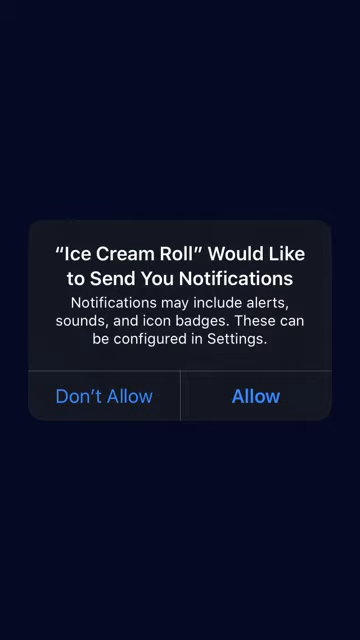 “Ice Cream Roll” Would Like
to Send You Notifications
Notifications may include alerts,
sounds, and icon badges. These can
be configured in Settings.
Don’t Allow
Allow